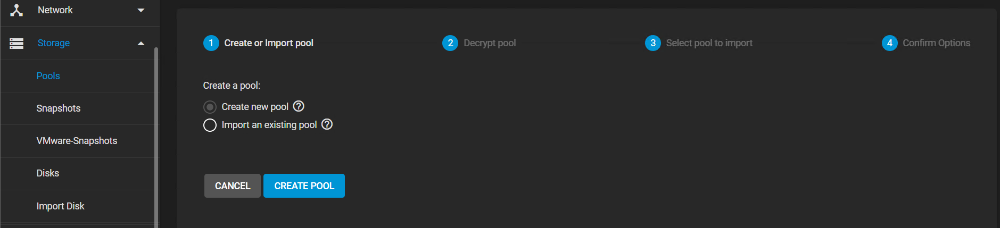 Network
Storage
Pools
Snapshots
VMware-Snapshots
Disks
Import Disk
1 Create or Import pool
2 Decrypt pool
3 Select pool to import
4 Confirm Options
Create a pool:
Create new pool ?
Import an existing pool ?
CANCEL
CREATE POOL